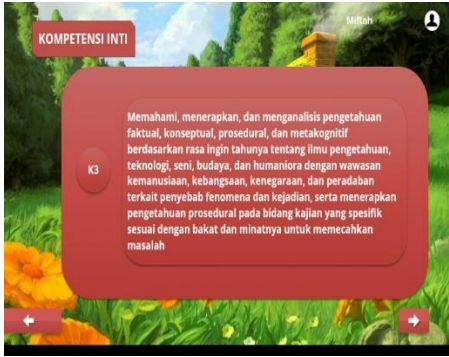 Miftah
KOMPETENSI INTI
Memahami, menerapkan, dan menganalisis pengetahuan
faktual, konseptual, prosedural, dan metakognitif
berdasarkan rasa ingin tahunya tentang ilmu pengetahuan,
teknologi, seni, budaya, dan humaniora dengan wawasan
kemanusiaan, kebangsaan, kenegaraan, dan peradaban
terkait penyebab fenomena dan kejadian, serta menerapkan
pengetahuan prosedural pada bidang kajian yang spesifik
sesuai dengan bakat dan minatnya untuk memecahkan
masalah
K3